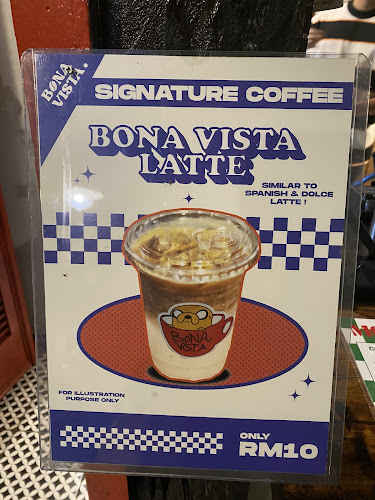 BONA
VISTA.
SIGNATURE COFFEE
BONA VISTA
LATTE
SIMILAR TO
SPANISH & DOLCE
LATTE !
BONA
VISTA
FOR ILLUSTRATION
PURPOSE ONLY
ONLY
RM10